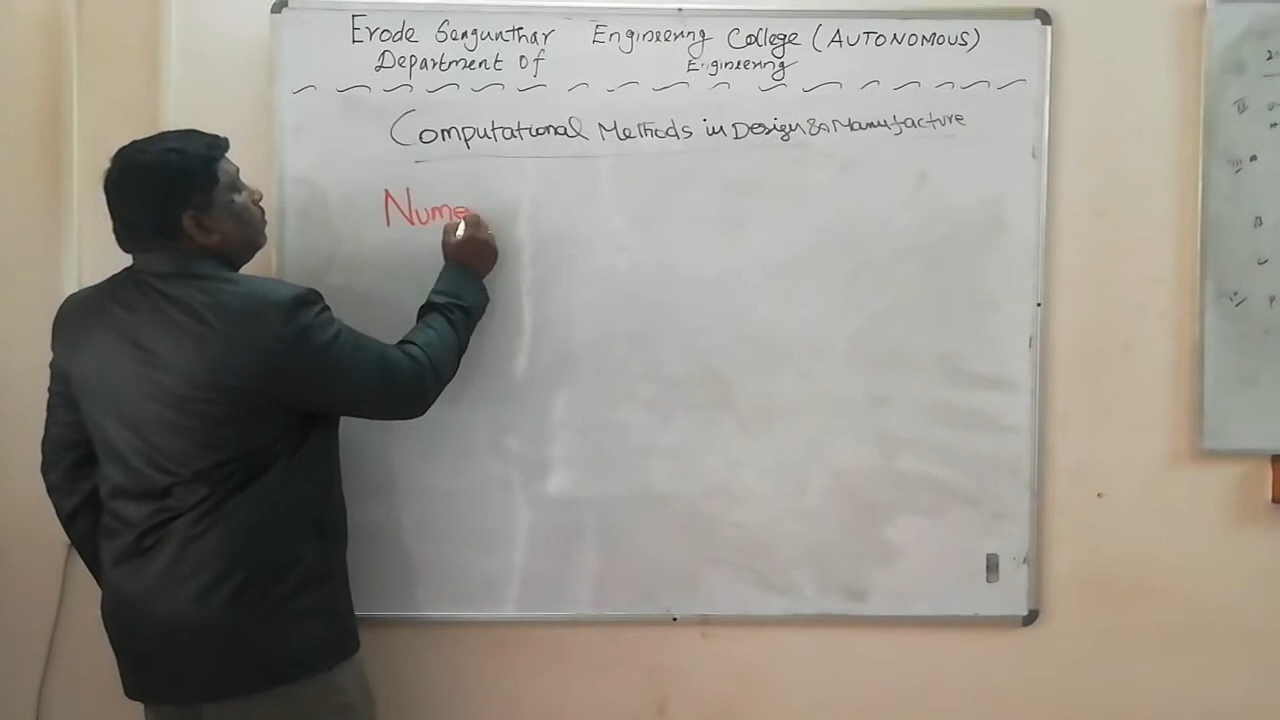 Erode Sengunthar Engineering College (AUTONOMOUS)
Department of Engineering
Computational Methods in Design & Manufacture
Nume